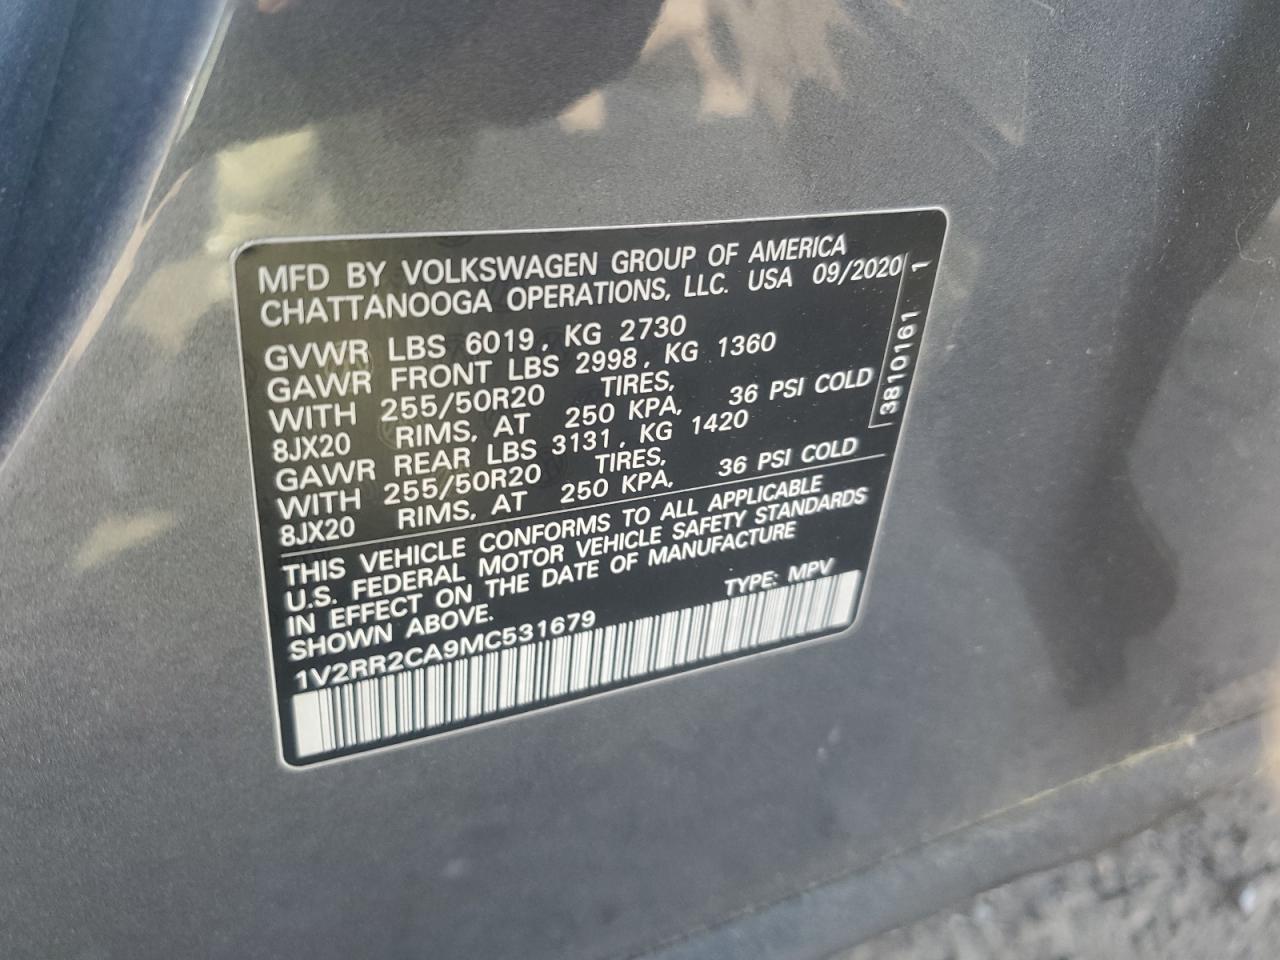 MFD BY VOLKSWAGEN GROUP OF AMERICA
CHATTANOOGA OPERATIONS, LLC. USA 09/2020
GVWR LBS 6019, KG 2730
GAWR FRONT LBS 2998, KG 1360
WITH 255/50R20 TIRES,
8JX20 RIMS, AT 250 KPA, 36 PSI COLD
GAWR REAR LBS 3131, KG 1420
WITH 255/50R20 TIRES,
8JX20 RIMS, AT 250 KPA, 36 PSI COLD
THIS VEHICLE CONFORMS TO ALL APPLICABLE
U.S. FEDERAL MOTOR VEHICLE SAFETY STANDARDS
IN EFFECT ON THE DATE OF MANUFACTURE
SHOWN ABOVE. TYPE: MPV
1V2RR2CA9MC531679
3810161 1